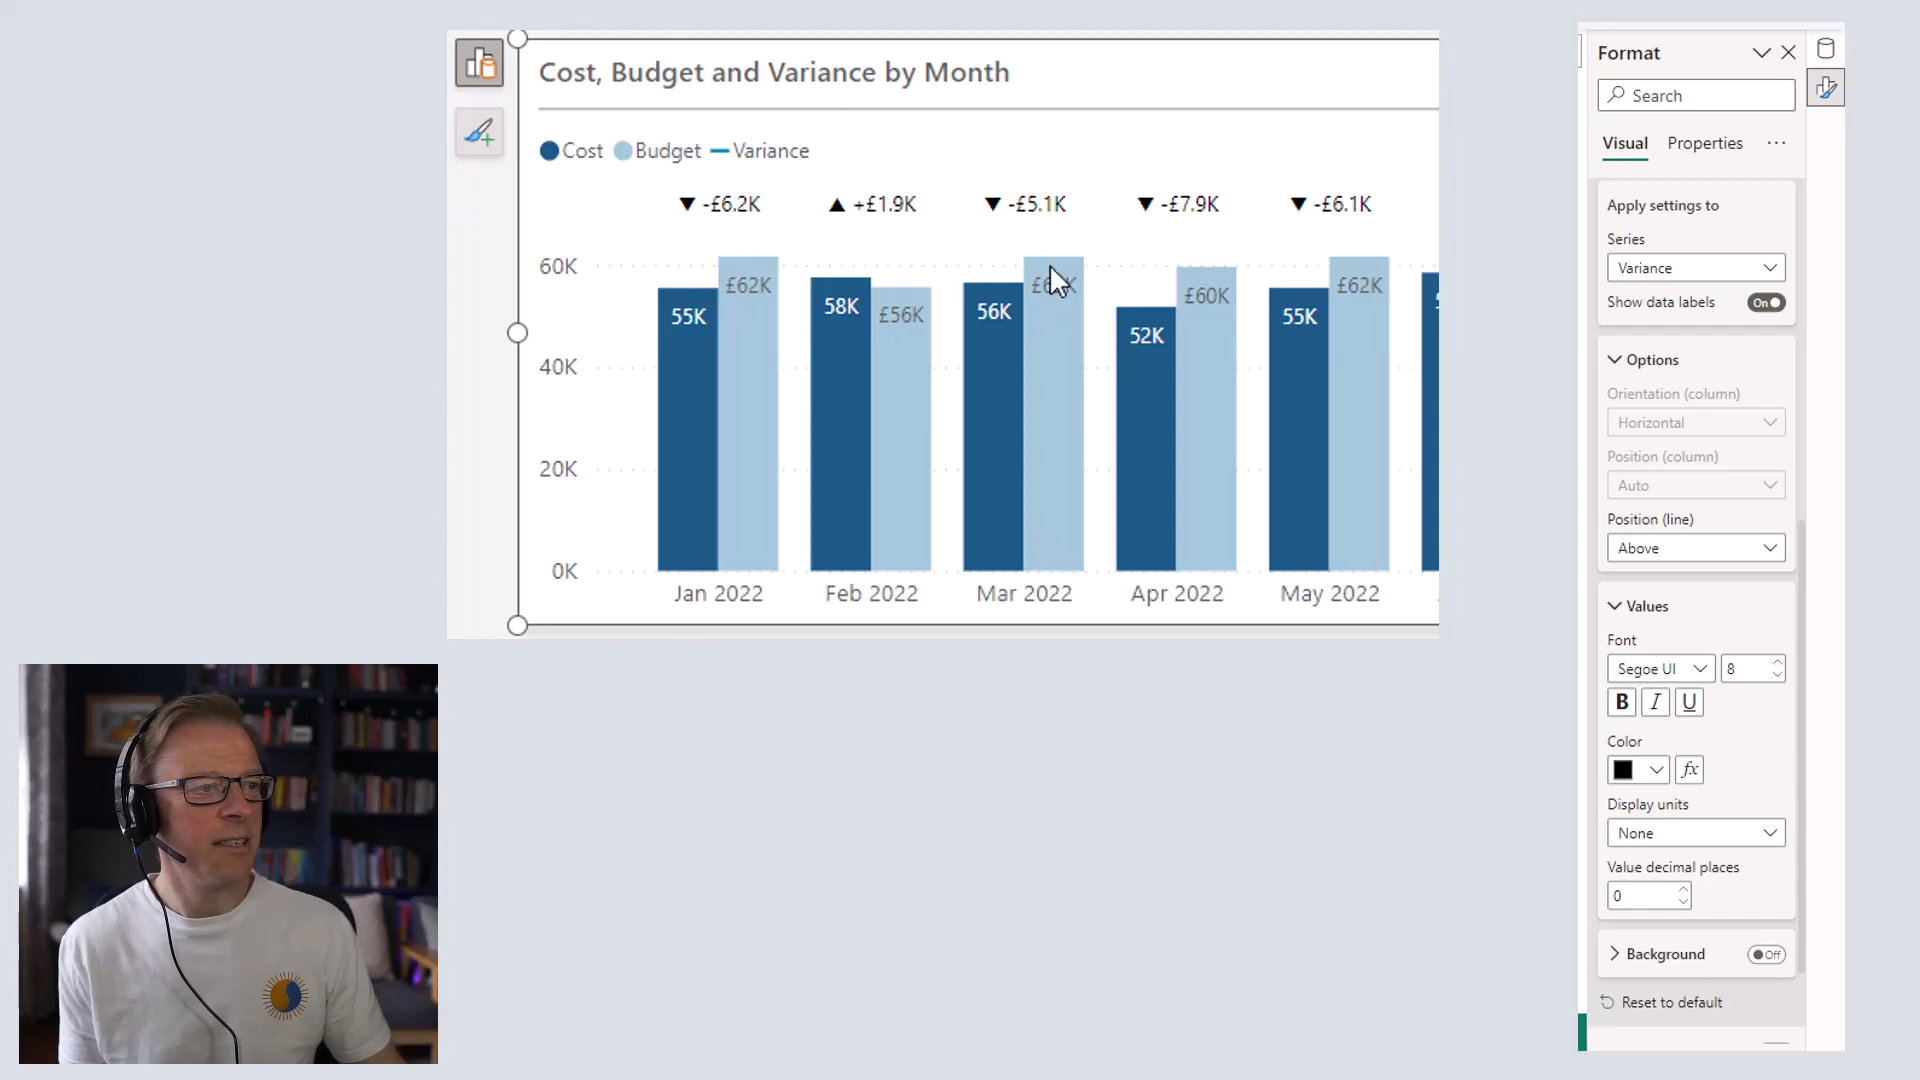 Cost, Budget and Variance by Month
Cost Budget Variance
▼ -£6.2K ▲ +£1.9K ▼ -£5.1K ▼ -£7.9K ▼ -£6.1K
60K
40K
20K
0K
55K £62K 58K £56K 56K 52K £60K 55K £62K
Jan 2022 Feb 2022 Mar 2022 Apr 2022 May 2022
Format
Search
Visual Properties ...
Apply settings to
Series
Variance
Show data labels On
Options
Orientation (column)
Horizontal
Position (column)
Auto
Position (line)
Above
Values
Font
Segoe UI 8
B I U
Color
fx
Display units
None
Value decimal places
0
Background Off
Reset to default